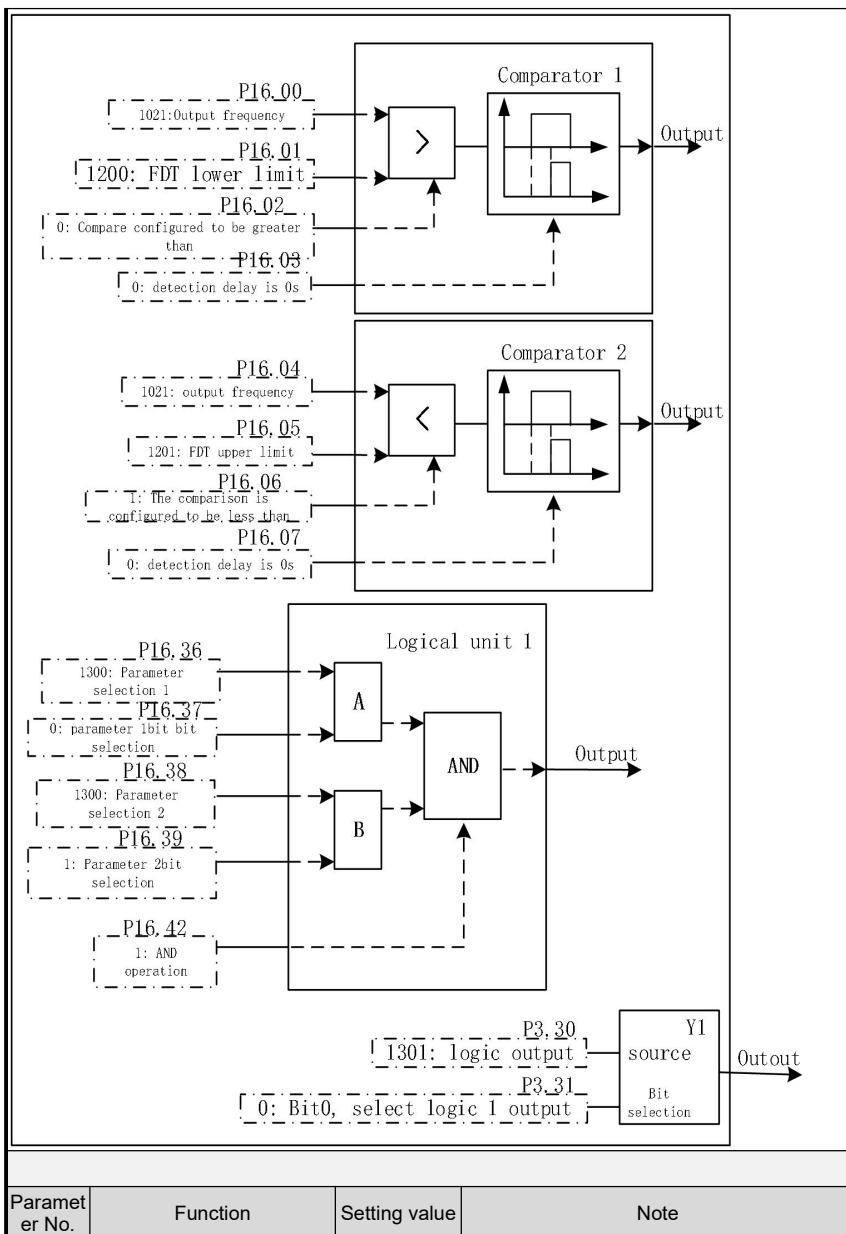 Comparator 1
P16.00
1021:Output frequency
P16.01
1200: FDT lower limit
P16.02
0: Compare configured to be greater
than
P16.03
0: detection delay is 0s
>
Output
Comparator 2
P16.04
1021: output frequency
P16.05
1201: FDT upper limit
P16.06
1: The comparison is
configured to be less than
P16.07
0: detection delay is 0s
<
Output
Logical unit 1
P16.36
1300: Parameter
selection 1
P16.37
0: parameter 1bit bit
selection
P16.38
1300: Parameter
selection 2
P16.39
1: Parameter 2bit
selection
P16.42
1: AND
operation
A
B
AND
Output
P3.30
1301: logic output
P3.31
0: Bit0, select logic 1 output
Y1
source
Bit
selection
Outout
Paramet
er No.
Function
Setting value
Note